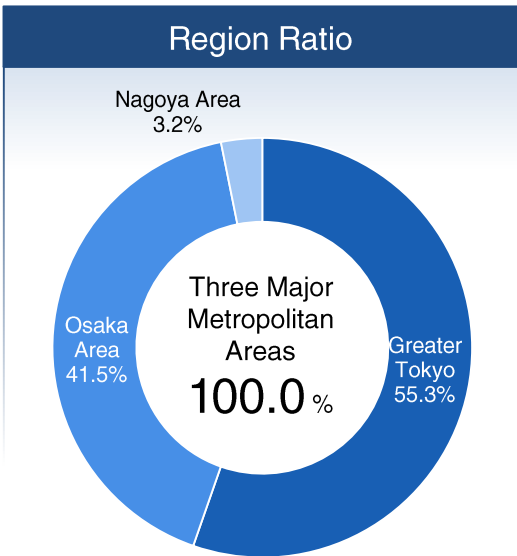 Region Ratio
Nagoya Area
3.2%
Three Major
Metropolitan
Areas
100.0 %
Osaka
Area
41.5%
Greater
Tokyo
55.3%